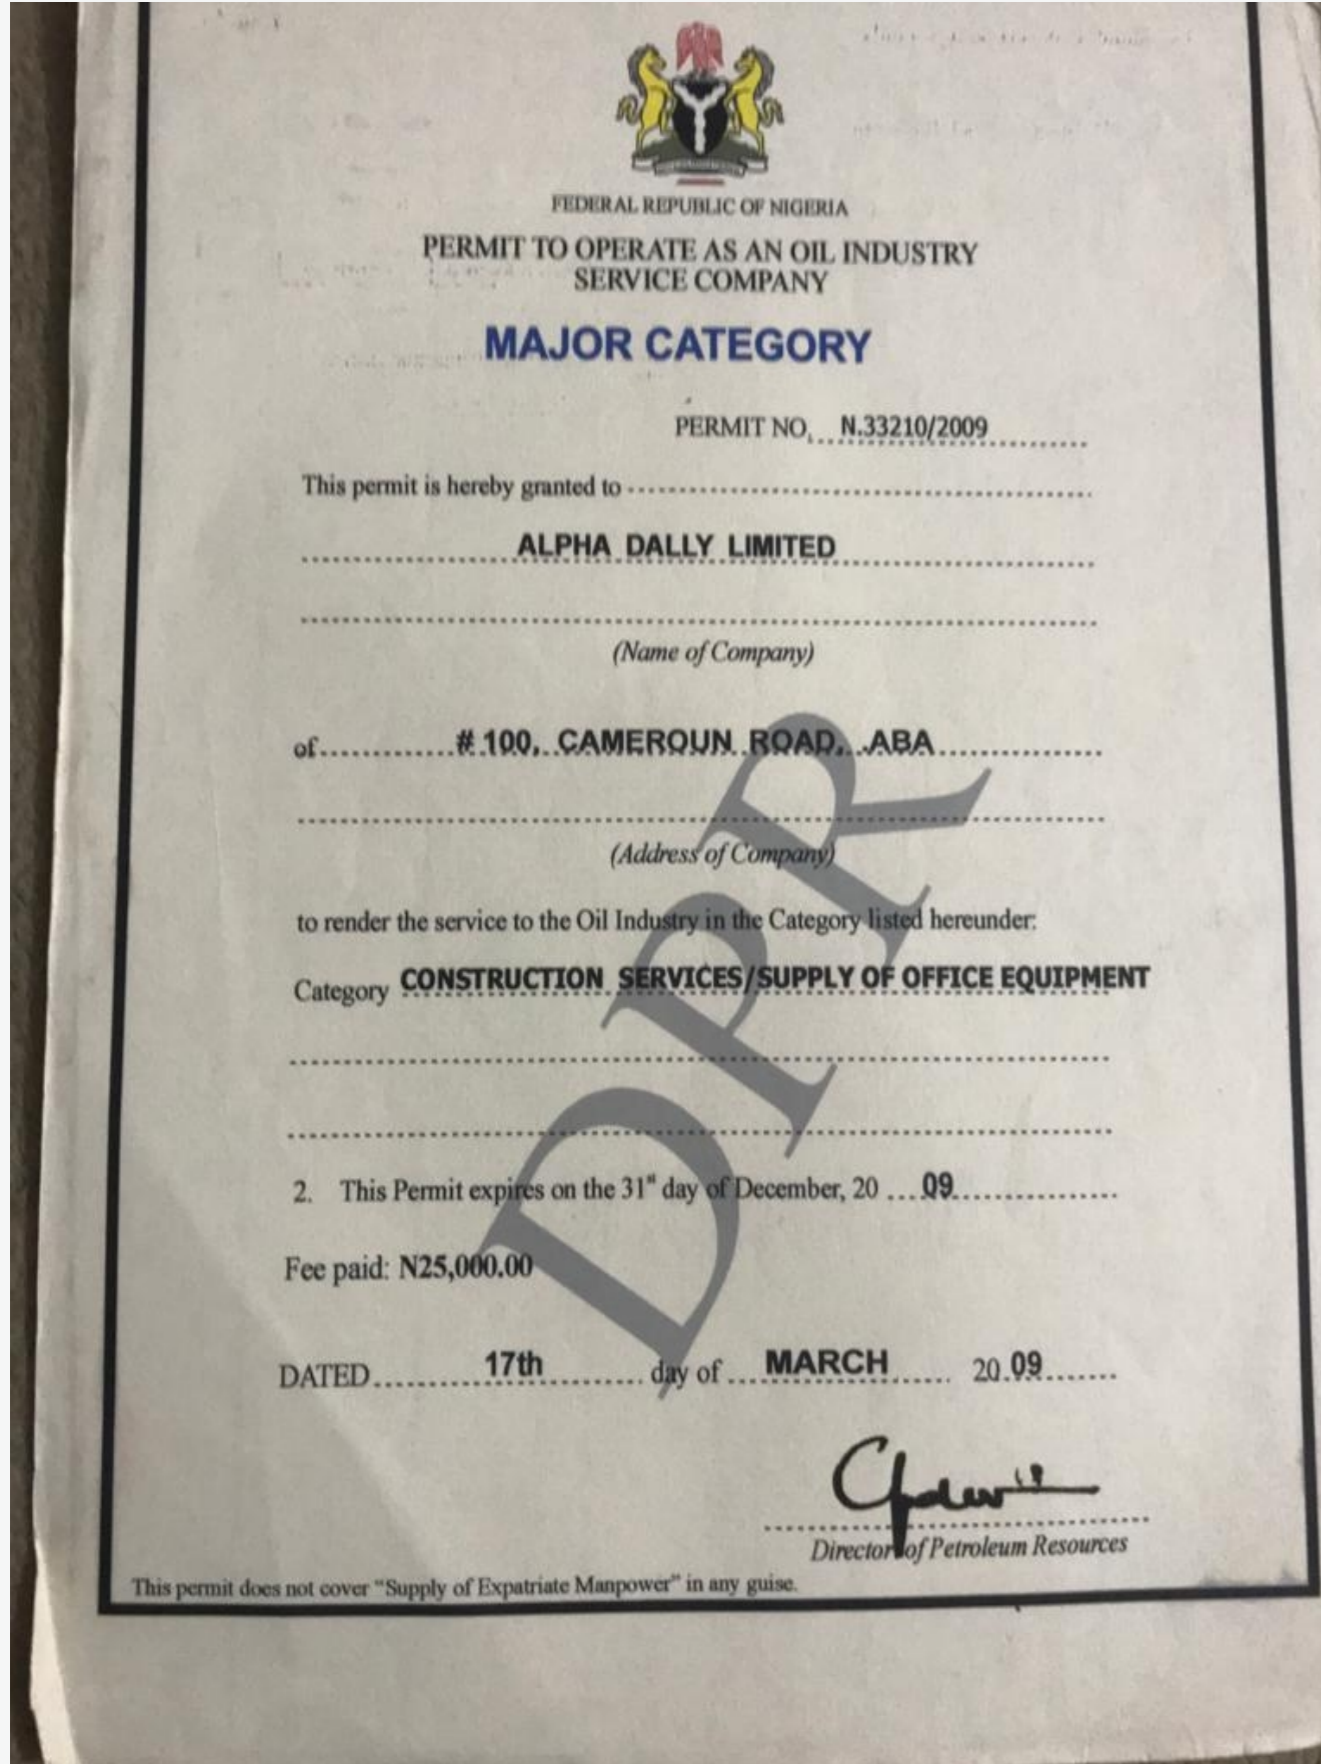 FEDERAL REPUBLIC OF NIGERIA
PERMIT TO OPERATE AS AN OIL INDUSTRY
SERVICE COMPANY
MAJOR CATEGORY
PERMIT NO. N.33210/2009
This permit is hereby granted to
ALPHA DALLY LIMITED
(Name of Company)
of # 100, CAMEROUN ROAD, ABA
(Address of Company)
to render the service to the Oil Industry in the Category listed hereunder:
Category CONSTRUCTION SERVICES/SUPPLY OF OFFICE EQUIPMENT
2. This Permit expires on the 31st day of December, 20 09
Fee paid: N25,000.00
DATED 17th day of MARCH 20 09
Director of Petroleum Resources
This permit does not cover "Supply of Expatriate Manpower" in any guise.
DPR